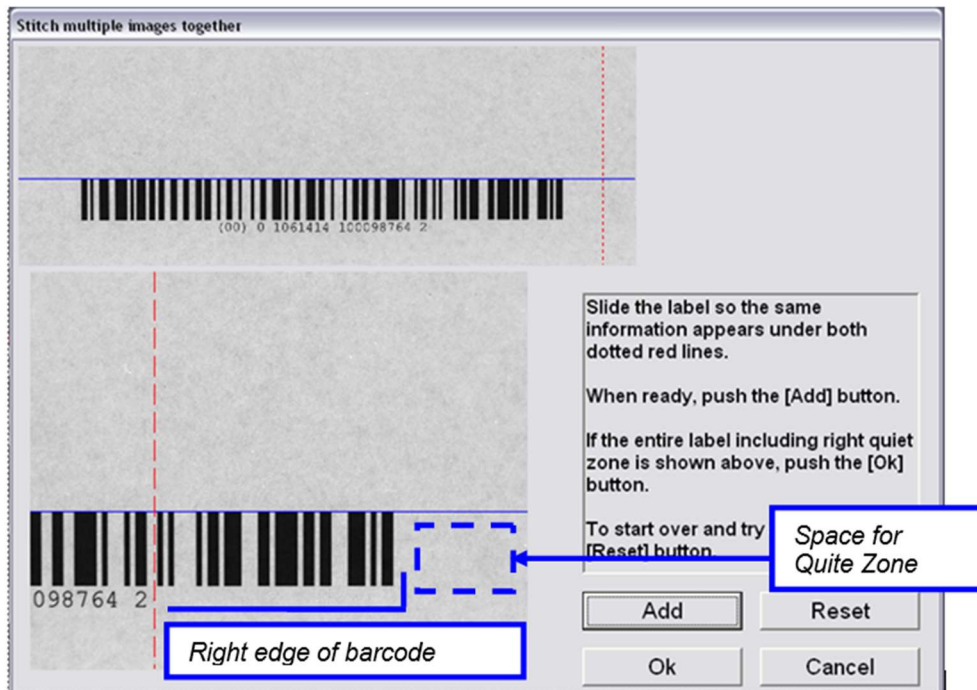 Stitch multiple images together
(00) 0 1061414 100098764 2
Slide the label so the same
information appears under both
dotted red lines.
When ready, push the [Add] button.
If the entire label including right quiet
zone is shown above, push the [Ok]
button.
To start over and try
[Reset] button.
Space for
Quite Zone
098764 2
Right edge of barcode
Add
Reset
Ok
Cancel